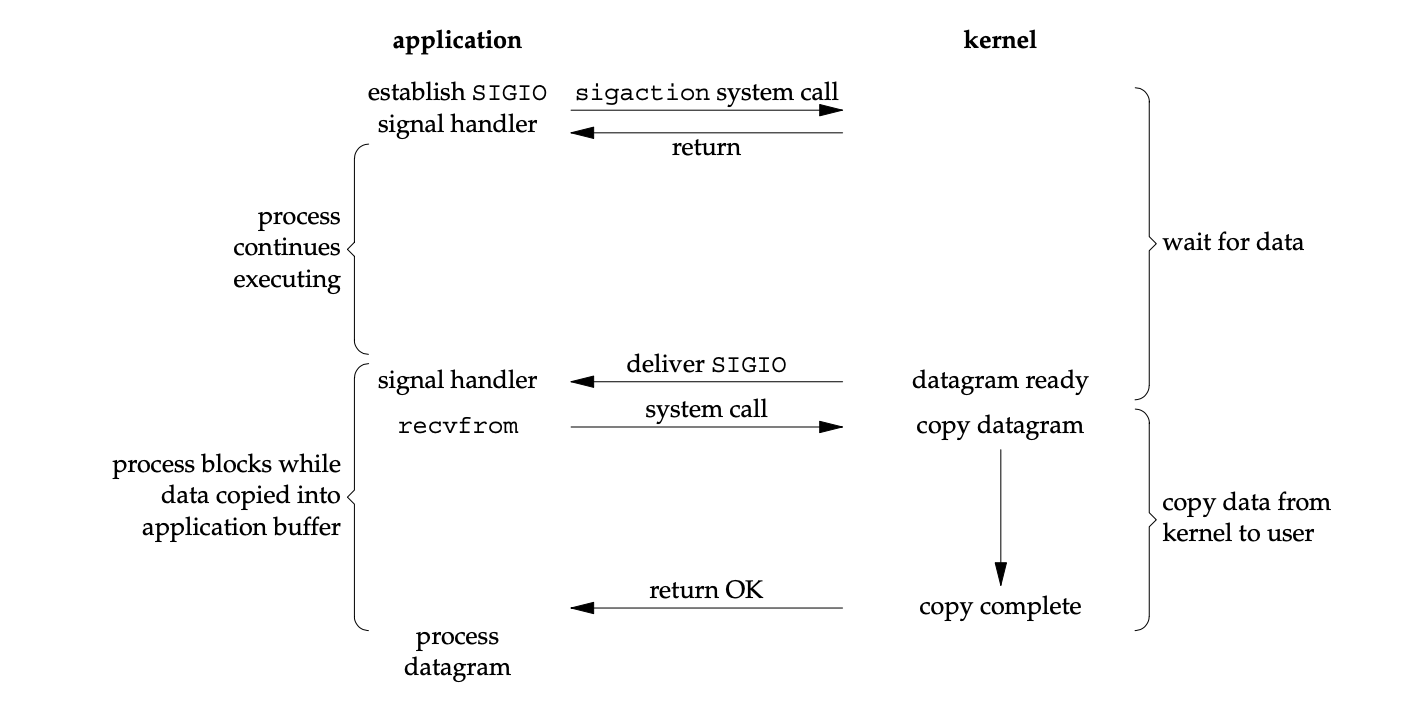 application
kernel
establish SIGIO
signal handler
sigaction system call
return
process
continues
executing
wait for data
deliver SIGIO
signal handler
datagram ready
system call
recvfrom
copy datagram
process blocks while
data copied into
application buffer
copy data from
kernel to user
return OK
copy complete
process
datagram